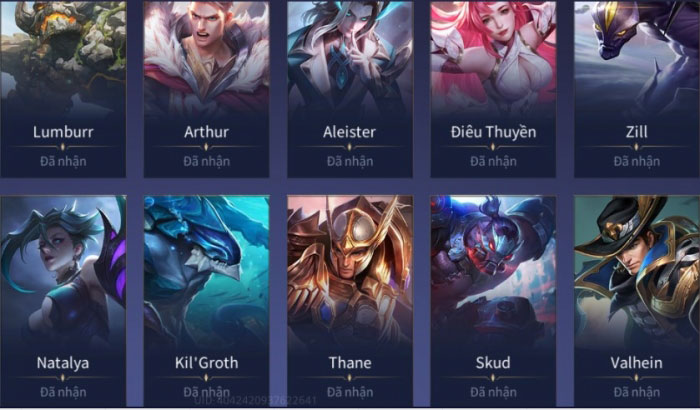 Lumburr
Đã nhận
Arthur
Đã nhận
Aleister
Đã nhận
Điêu Thuyền
Đã nhận
Zill
Đã nhận
Natalya
Đã nhận
Kil'Groth
Đã nhận
Thane
Đã nhận
Skud
Đã nhận
Valhein
Đã nhận
UID:4042420937622641